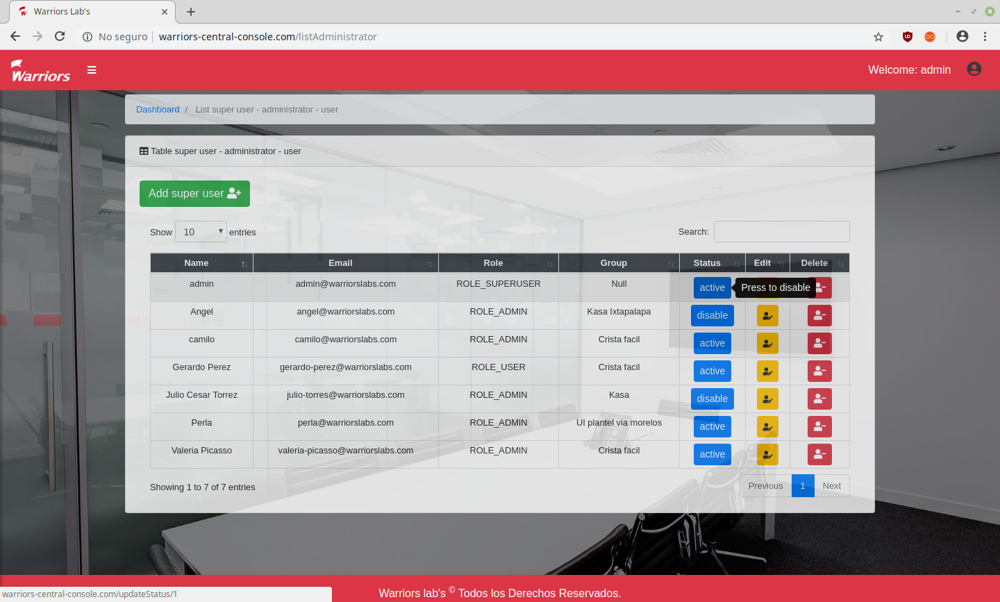 Warriors Lab's
No seguro warriors-central-console.com/listAdministrator
Warriors
Welcome: admin
Dashboard / List super user - administrator - user
Table super user - administrator - user
Add super user
Show 10 entries
Search:
Name Email Role Group Status Edit Delete
admin admin@warriorslabs.com ROLE_SUPERUSER Null active Press to disable
Angel angel@warriorslabs.com ROLE_ADMIN Kasa Ixtapalapa disable
camilo camilo@warriorslabs.com ROLE_ADMIN Crista facil active
Gerardo Perez gerardo-perez@warriorslabs.com ROLE_USER Crista facil active
Julio Cesar Torrez julio-torres@warriorslabs.com ROLE_ADMIN Kasa disable
Perla perla@warriorslabs.com ROLE_ADMIN UI plantel via morelos active
Valeria Picasso valeria-picasso@warriorslabs.com ROLE_ADMIN Crista facil active
Showing 1 to 7 of 7 entries
Previous 1 Next
warriors-central-console.com/updateStatus/1
Warriors lab's © Todos los Derechos Reservados.